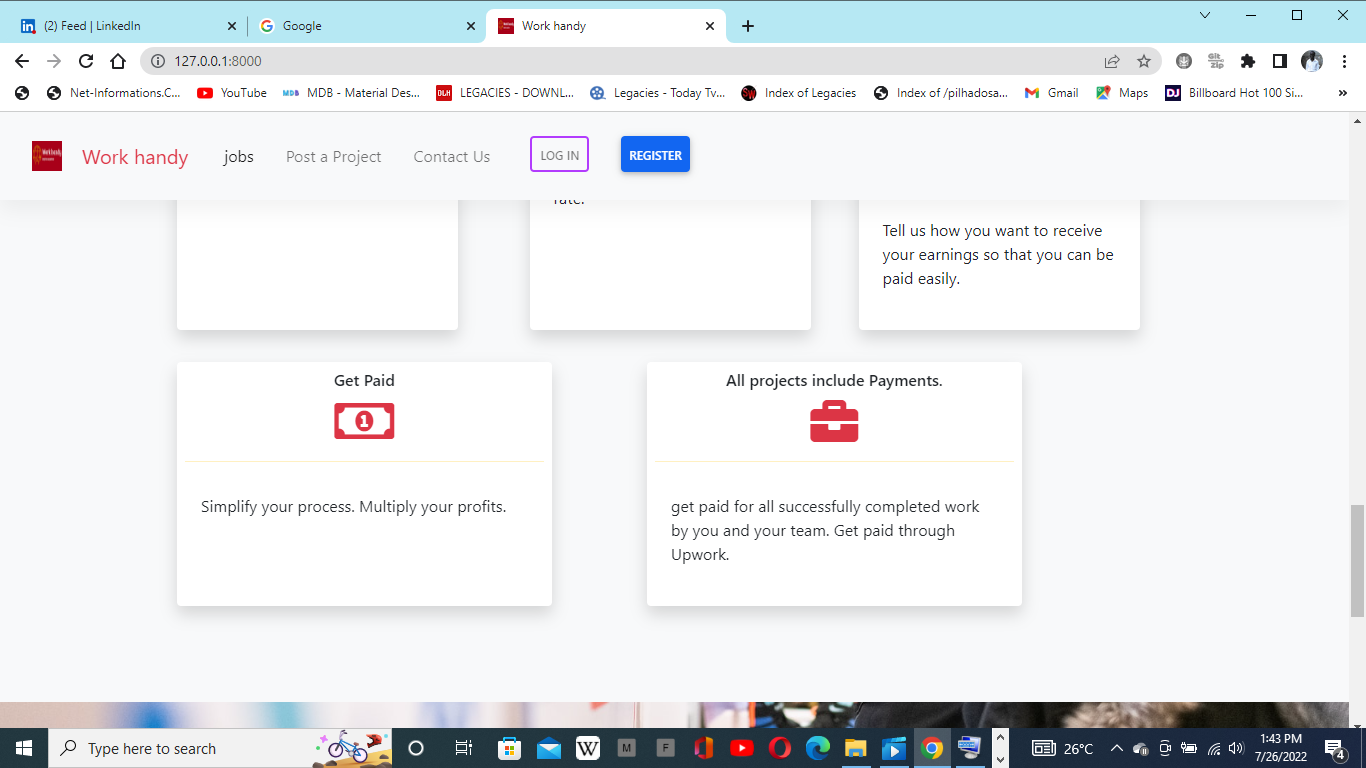 (2) Feed | LinkedIn
Google
Work handy
127.0.0.1:8000
Net-Informations.C...
YouTube
MDB - Material Des...
LEGACIES - DOWNL...
Legacies - Today Tv...
Index of Legacies
Index of /pilhadosa...
Gmail
Maps
Billboard Hot 100 Si...
»
Work handy
jobs
Post a Project
Contact Us
LOG IN
REGISTER
rate.
Tell us how you want to receive
your earnings so that you can be
paid easily.
Get Paid
1
Simplify your process. Multiply your profits.
All projects include Payments.
get paid for all successfully completed work
by you and your team. Get paid through
Upwork.
Type here to search
W
M
F
26°C
1:43 PM
7/26/2022
4